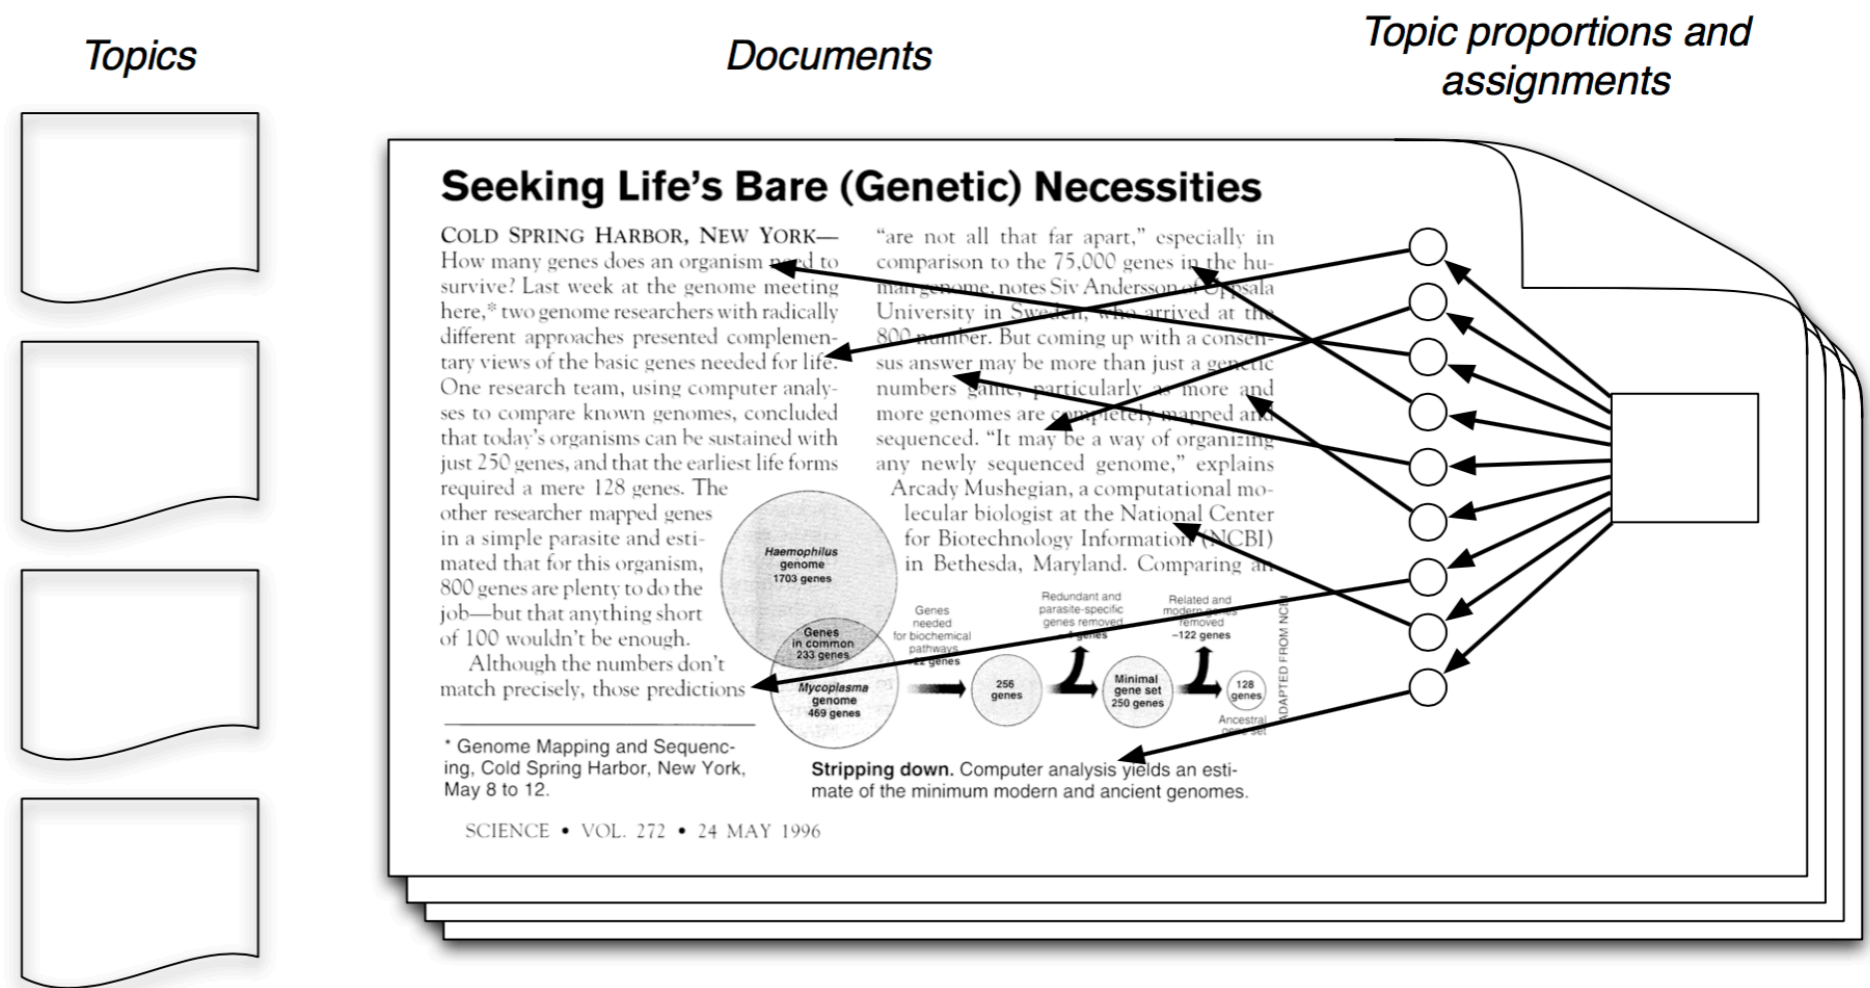 Topics
Documents
Topic proportions and
assignments
Seeking Life's Bare (Genetic) Necessities
COLD SPRING HARBOR, NEW YORK—
How many genes does an organism need to
survive? Last week at the genome meeting
here,* two genome researchers with radically
different approaches presented complemen-
tary views of the basic genes needed for life.
One research team, using computer analy-
ses to compare known genomes, concluded
that today's organisms can be sustained with
just 250 genes, and that the earliest life forms
required a mere 128 genes. The
other researcher mapped genes
in a simple parasite and esti-
mated that for this organism,
800 genes are plenty to do the
job—but that anything short
of 100 wouldn't be enough.
Although the numbers don't
match precisely, those predictions
* Genome Mapping and Sequenc-
ing, Cold Spring Harbor, New York,
May 8 to 12.
"are not all that far apart," especially in
comparison to the 75,000 genes in the hu-
man genome, notes Siv Andersson of Uppsala
University in Sweden, who arrived at the
800 number. But coming up with a consen-
sus answer may be more than just a genetic
numbers game, particularly as more and
more genomes are completely mapped and
sequenced. "It may be a way of organizing
any newly sequenced genome," explains
Arcady Mushegian, a computational mo-
lecular biologist at the National Center
for Biotechnology Information (NCBI)
in Bethesda, Maryland. Comparing an
Haemophilus
genome
1703 genes
Genes
in common
233 genes
Mycoplasma
genome
469 genes
Genes
needed
for biochemical
pathways
genes
256
genes
Redundant and
parasite-specific
genes removed
genes
Minimal
gene set
250 genes
Related and
modern genes
removed
–122 genes
128
genes
Ancestral
gene set
ADAPTED FROM NCBI
Stripping down. Computer analysis yields an esti-
mate of the minimum modern and ancient genomes.
SCIENCE • VOL. 272 • 24 MAY 1996